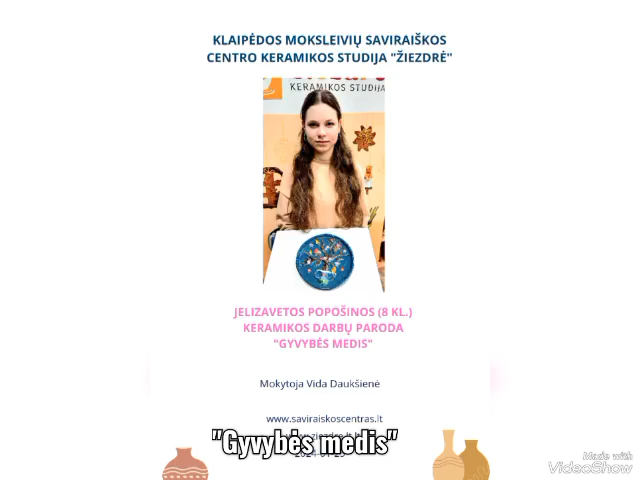 KLAIPĖDOS MOKSLEIVIŲ SAVIRAIŠKOS
CENTRO KERAMIKOS STUDIJA "ŽIEZDRĖ"
KERAMIKOS STUDIJA
JELIZAVETOS POPOŠINOS (8 KL.)
KERAMIKOS DARBŲ PARODA
"GYVYBĖS MEDIS"
Mokytoja Vida Daukšienė
www.saviraiskoscentras.lt
"Gyvybės medis"
Made with
VideoShow